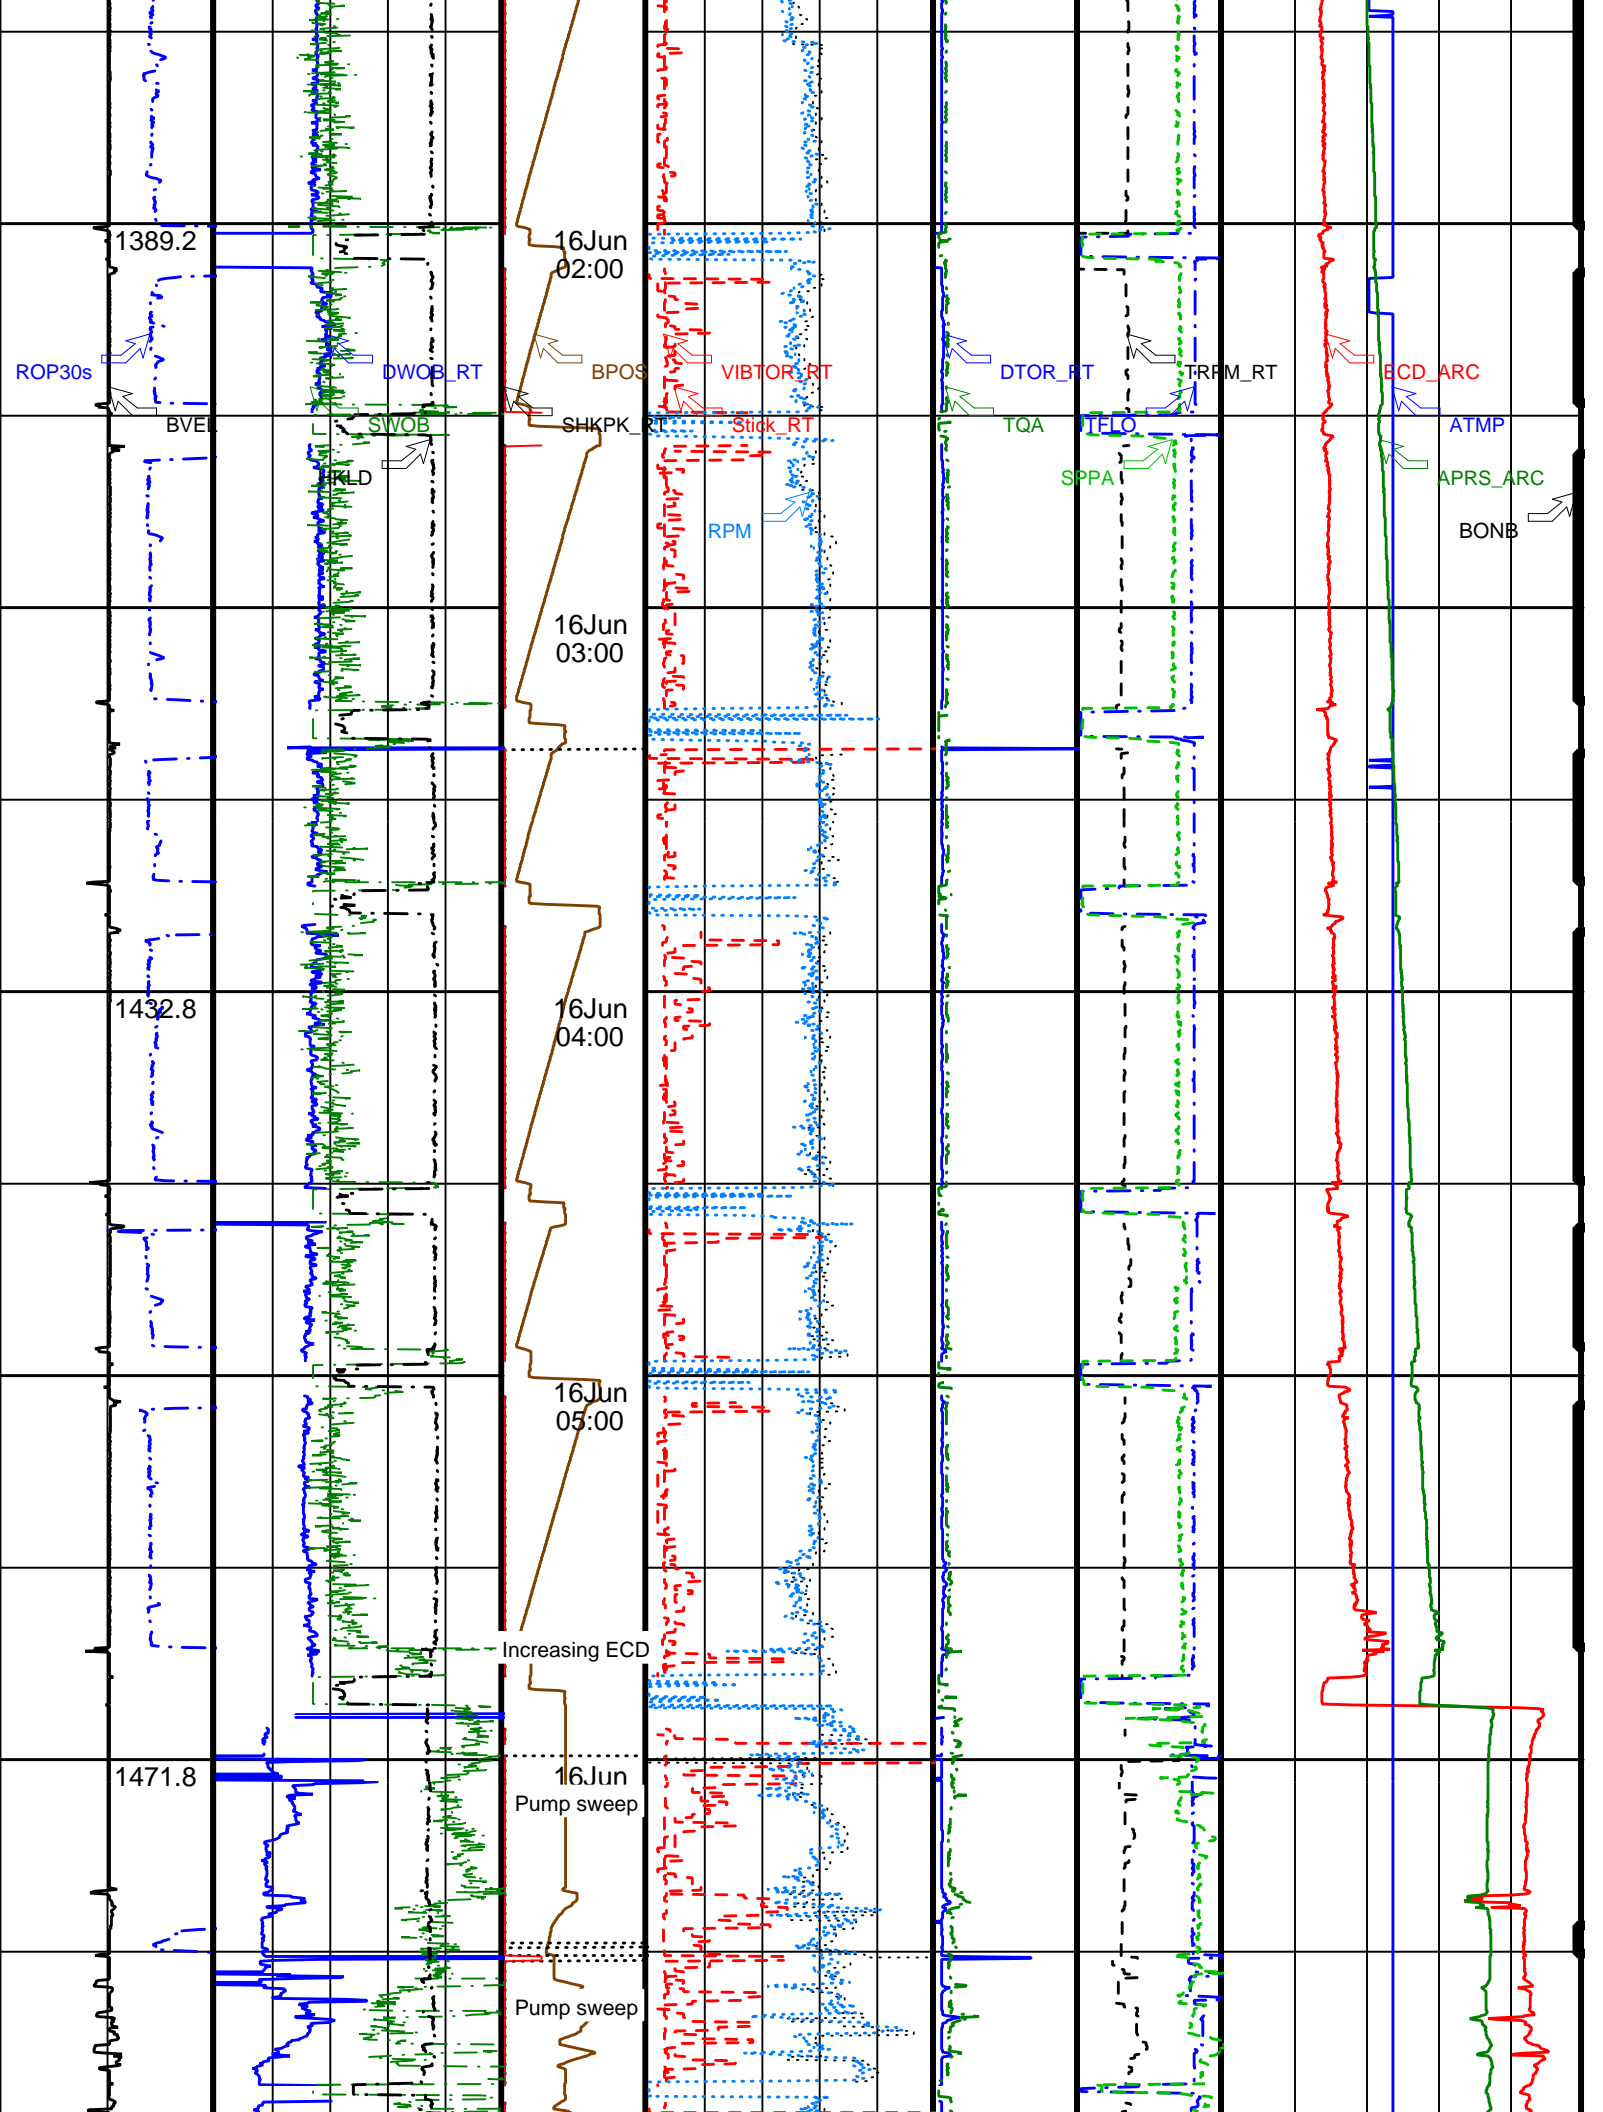 1389.2
16Jun
02:00
ROP30s
DWOB_RT
BPOS
VIBTOR_RT
DTOR_RT
TRPM_RT
ECD_ARC
BVEL
SWOB
SHKPK_RT
Stick_RT
TQA
TFLO
ATMP
HKLD
SPPA
APRS_ARC
RPM
BONB
16Jun
03:00
1432.8
16Jun
04:00
16Jun
05:00
Increasing ECD
1471.8
16Jun
Pump sweep
Pump sweep